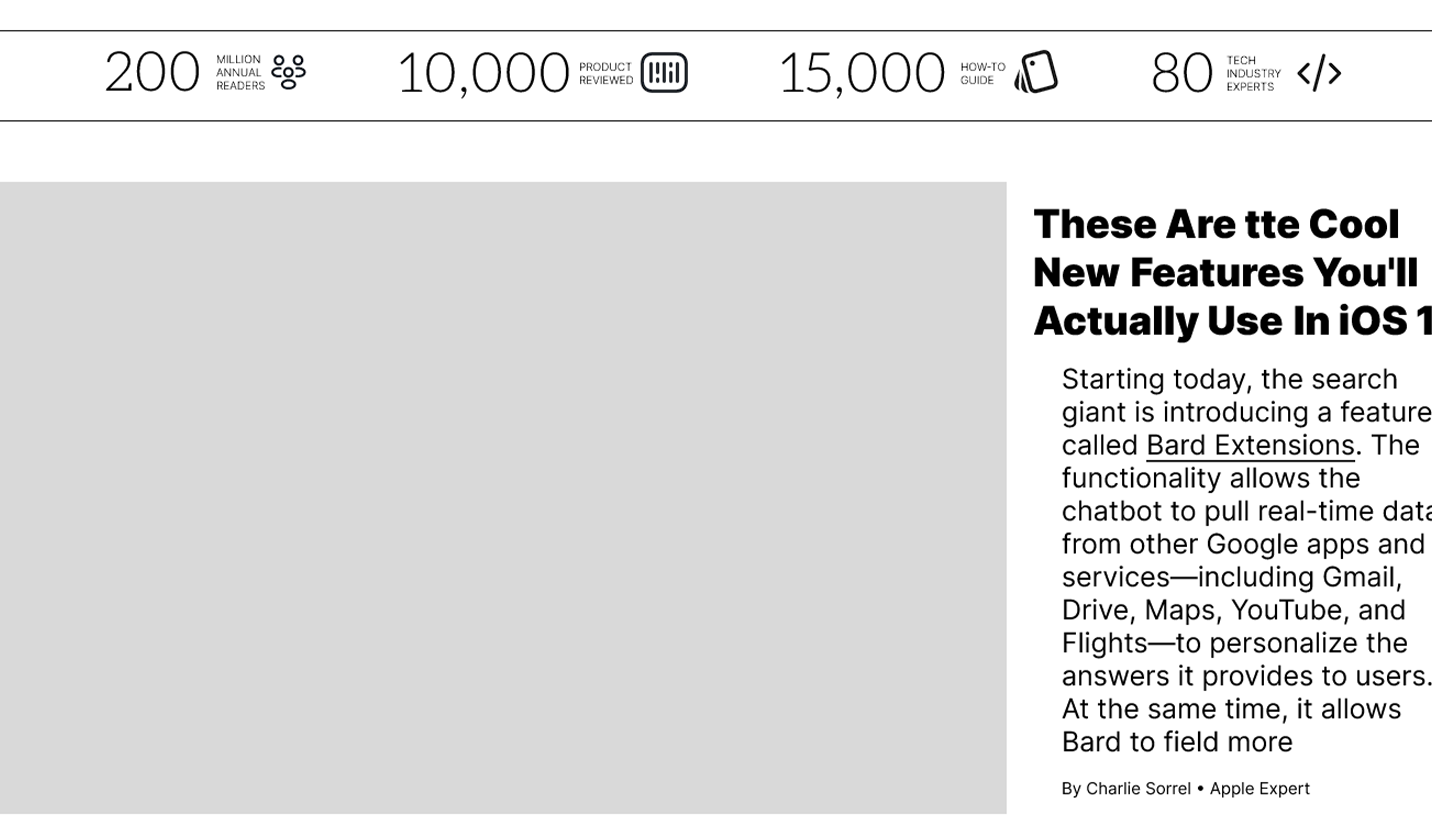 200 MILLION
ANNUAL
READERS
10,000 PRODUCT
REVIEWED
15,000 HOW-TO
GUIDE
80 TECH
INDUSTRY
EXPERTS
These Are tte Cool
New Features You'll
Actually Use In iOS 1
Starting today, the search
giant is introducing a feature
called Bard Extensions. The
functionality allows the
chatbot to pull real-time data
from other Google apps and
services—including Gmail,
Drive, Maps, YouTube, and
Flights—to personalize the
answers it provides to users.
At the same time, it allows
Bard to field more
By Charlie Sorrel • Apple Expert